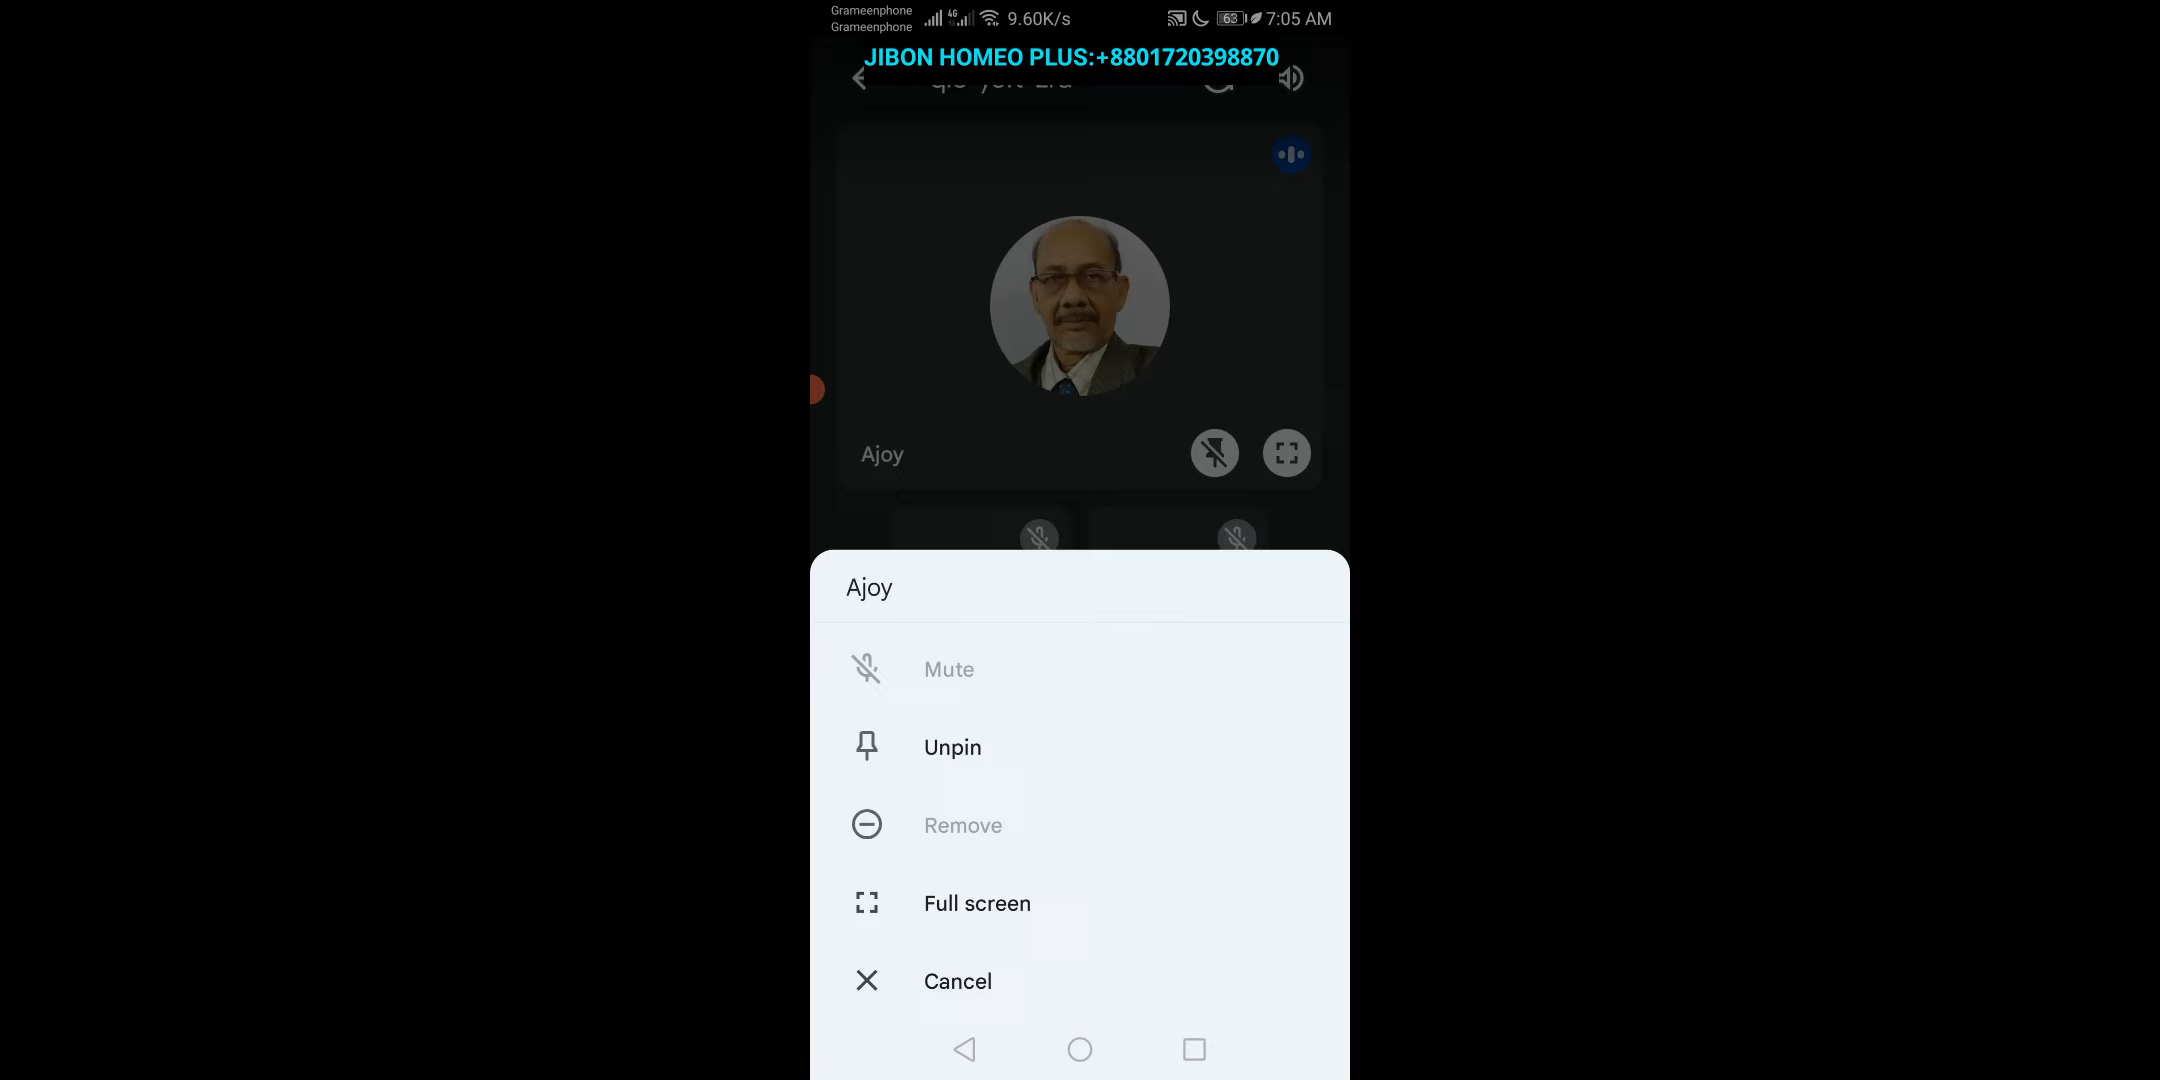 Grameenphone
Grameenphone
4G
9.60K/s
63
7:05 AM
JIBON HOMEO PLUS:+8801720398870
Ajoy
Ajoy
Mute
Unpin
Remove
Full screen
Cancel